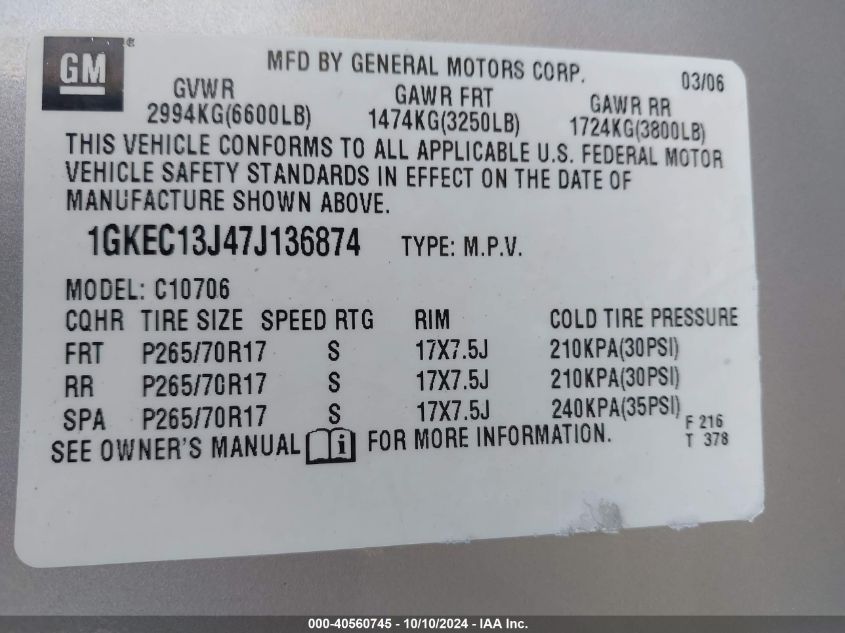 GM ®
MFD BY GENERAL MOTORS CORP. 03/06
GVWR GAWR FRT GAWR RR
2994KG(6600LB) 1474KG(3250LB) 1724KG(3800LB)
THIS VEHICLE CONFORMS TO ALL APPLICABLE U.S. FEDERAL MOTOR
VEHICLE SAFETY STANDARDS IN EFFECT ON THE DATE OF
MANUFACTURE SHOWN ABOVE.
1GKEC13J47J136874 TYPE: M.P.V.
MODEL: C10706
CQHR TIRE SIZE SPEED RTG RIM COLD TIRE PRESSURE
FRT P265/70R17 S 17X7.5J 210KPA(30PSI)
RR P265/70R17 S 17X7.5J 210KPA(30PSI)
SPA P265/70R17 S 17X7.5J 240KPA(35PSI) F 216
SEE OWNER'S MANUAL i FOR MORE INFORMATION. T 378
000-40560745 - 10/10/2024 - IAA Inc.